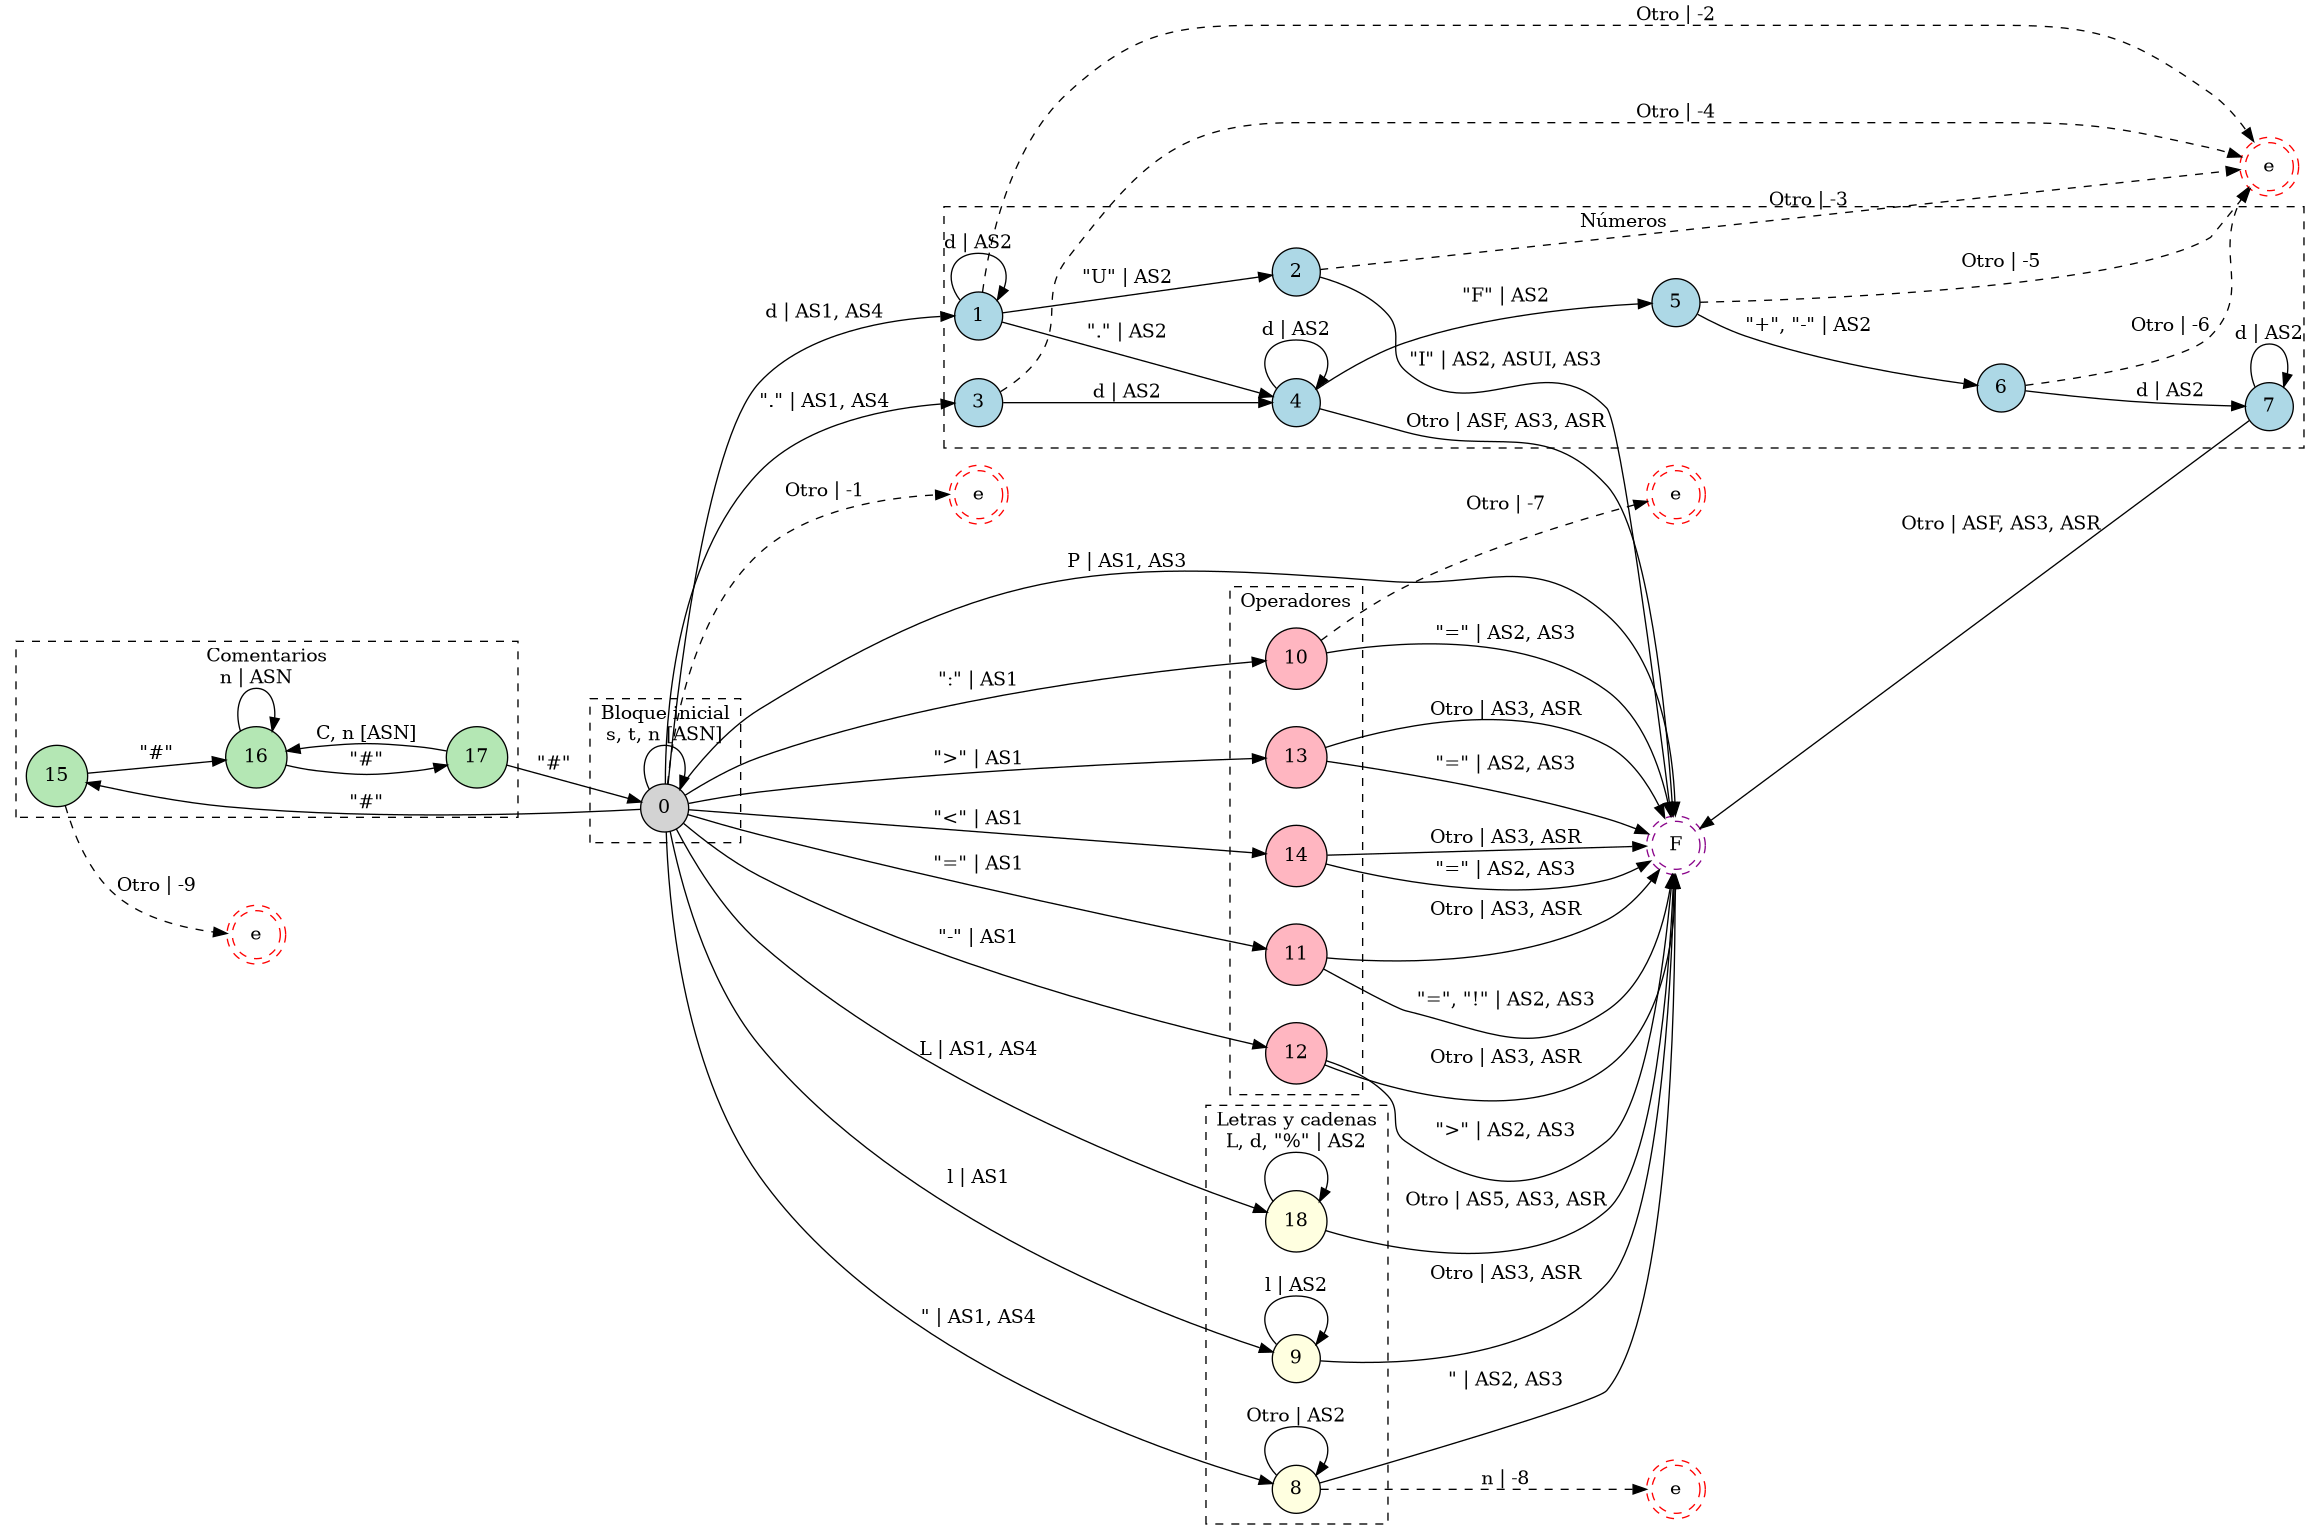 Otro | -2
Otro | -4
e
Otro | -3
Números
d | AS2
2
"U" | AS2
Otro | -5
"F" | AS2
5
d | AS1, AS4
1
"." | AS2
d | AS2
"+", "-" | AS2
Otro | -6
d | AS2
"I" | AS2, ASUI, AS3
6
"." | AS1, AS4
3
d | AS2
4
d | AS2
7
Otro | ASF, AS3, ASR
Otro | -1
e
Otro | -7
e
Otro | ASF, AS3, ASR
P | AS1, AS3
Operadores
10
"=" | AS2, AS3
Comentarios
n | ASN
":" | AS1
Bloque inicial
s, t, n [ASN]
Otro | AS3, ASR
C, n [ASN]
"#"
16
"#"
17
"#"
">" | AS1
13
"=" | AS2, AS3
15
"#"
0
"<" | AS1
Otro | AS3, ASR
F
14
"=" | AS2, AS3
"=" | AS1
Otro | -9
e
Otro | AS3, ASR
"-" | AS1
11
"=", "!" | AS2, AS3
L | AS1, AS4
12
Otro | AS3, ASR
Letras y cadenas
L, d, "%" | AS2
">" | AS2, AS3
l | AS1
18
Otro | AS5, AS3, ASR
l | AS2
Otro | AS3, ASR
" | AS1, AS4
9
" | AS2, AS3
Otro | AS2
8
n | -8
e